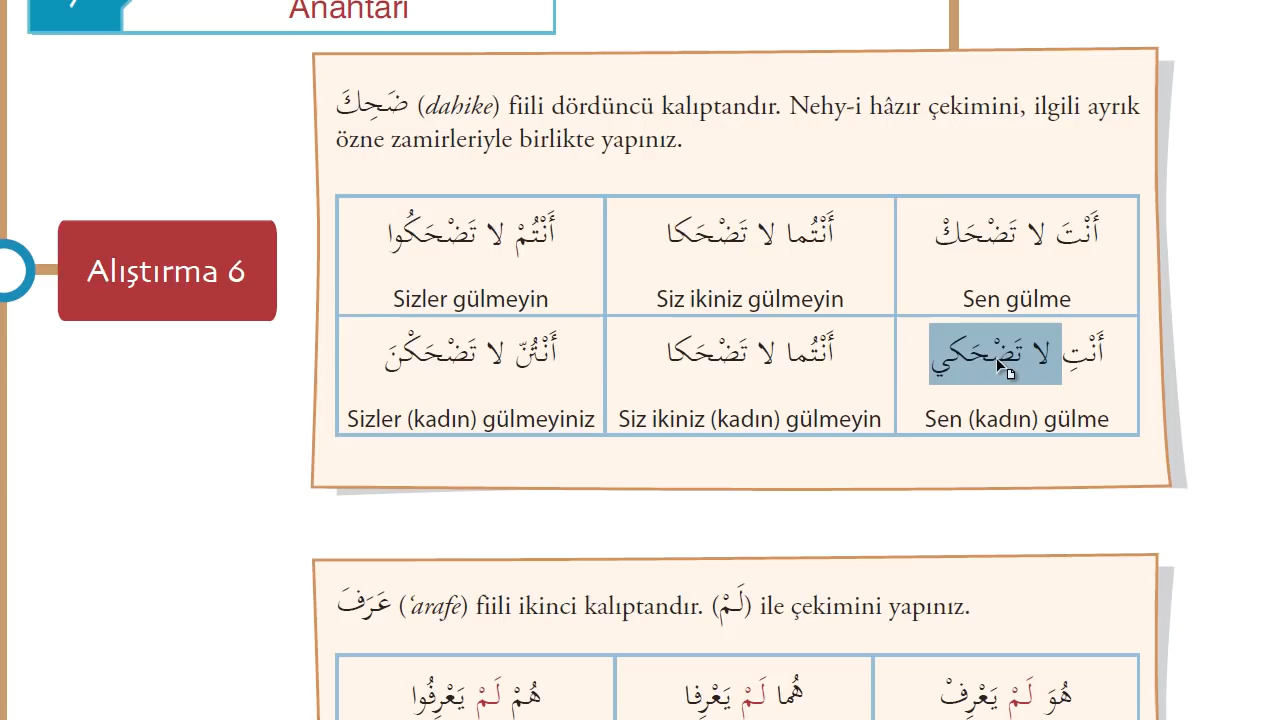 Anahtarı
ضَحِكَ (dahike) fiili dördüncü kalıptandır. Nehy-i hâzır çekimini, ilgili ayrık
özne zamirleriyle birlikte yapınız.
أَنْتَ لا تَضْحَكْ
أَنْتُما لا تَضْحَكا
أَنْتُمْ لا تَضْحَكُوا
Sen gülme
Siz ikiniz gülmeyin
Sizler gülmeyin
Alıştırma 6
أَنْتِ لا تَضْحَكي
أَنْتُما لا تَضْحَكا
أَنْتُنّ لا تَضْحَكْنَ
Sen (kadın) gülme
Siz ikiniz (kadın) gülmeyin
Sizler (kadın) gülmeyiniz
عَرَفَ (‘arafe) fiili ikinci kalıptandır. (لَمْ) ile çekimini yapınız.
هُوَ لَمْ يَعْرِفْ
هُما لَمْ يَعْرِفا
هُمْ لَمْ يَعْرِفُوا